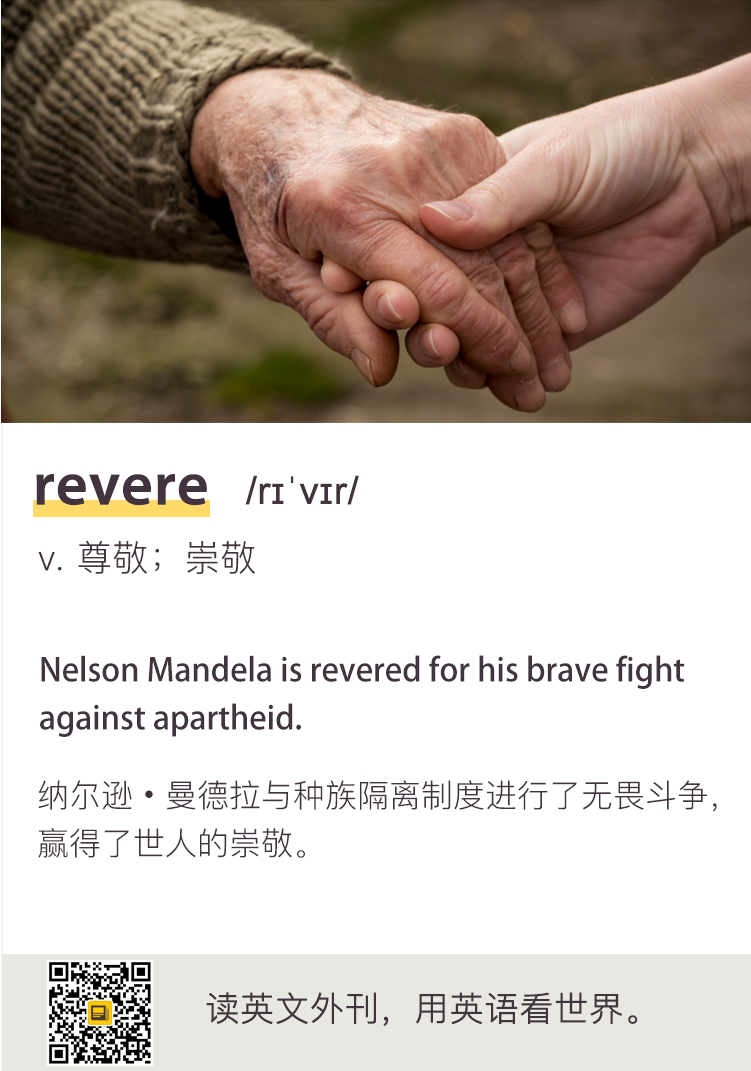 revere /rɪˈvɪr/
v. 尊敬；崇敬
Nelson Mandela is revered for his brave fight
against apartheid.
纳尔逊·曼德拉与种族隔离制度进行了无畏斗争，
赢得了世人的崇敬。
读英文外刊，用英语看世界。